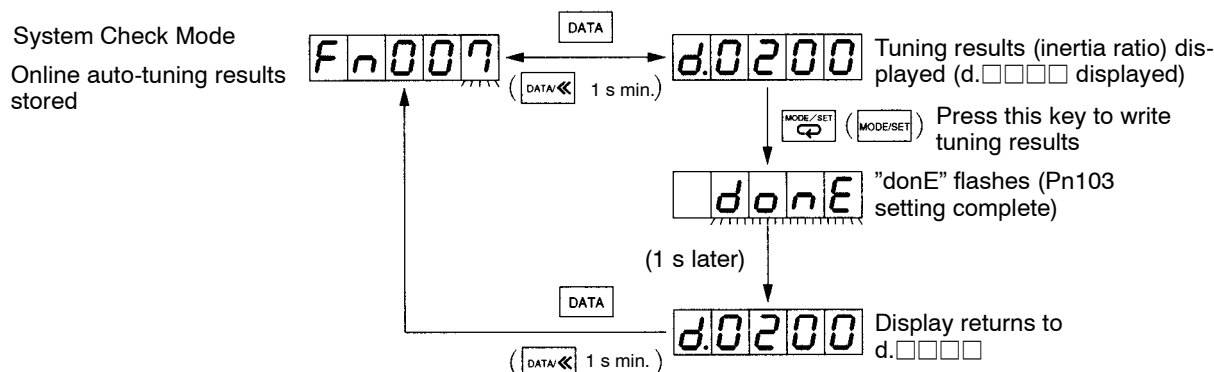 System Check Mode
Online auto-tuning results
stored
Fn007
DATA
(DATA/≪ 1 s min.)
d.0200
Tuning results (inertia ratio) dis-
played (d.□□□□ displayed)
MODE/SET (MODE/SET)
Press this key to write
tuning results
donE
”donE” flashes (Pn103
setting complete)
(1 s later)
DATA
(DATA/≪ 1 s min.)
d.0200
Display returns to
d.□□□□